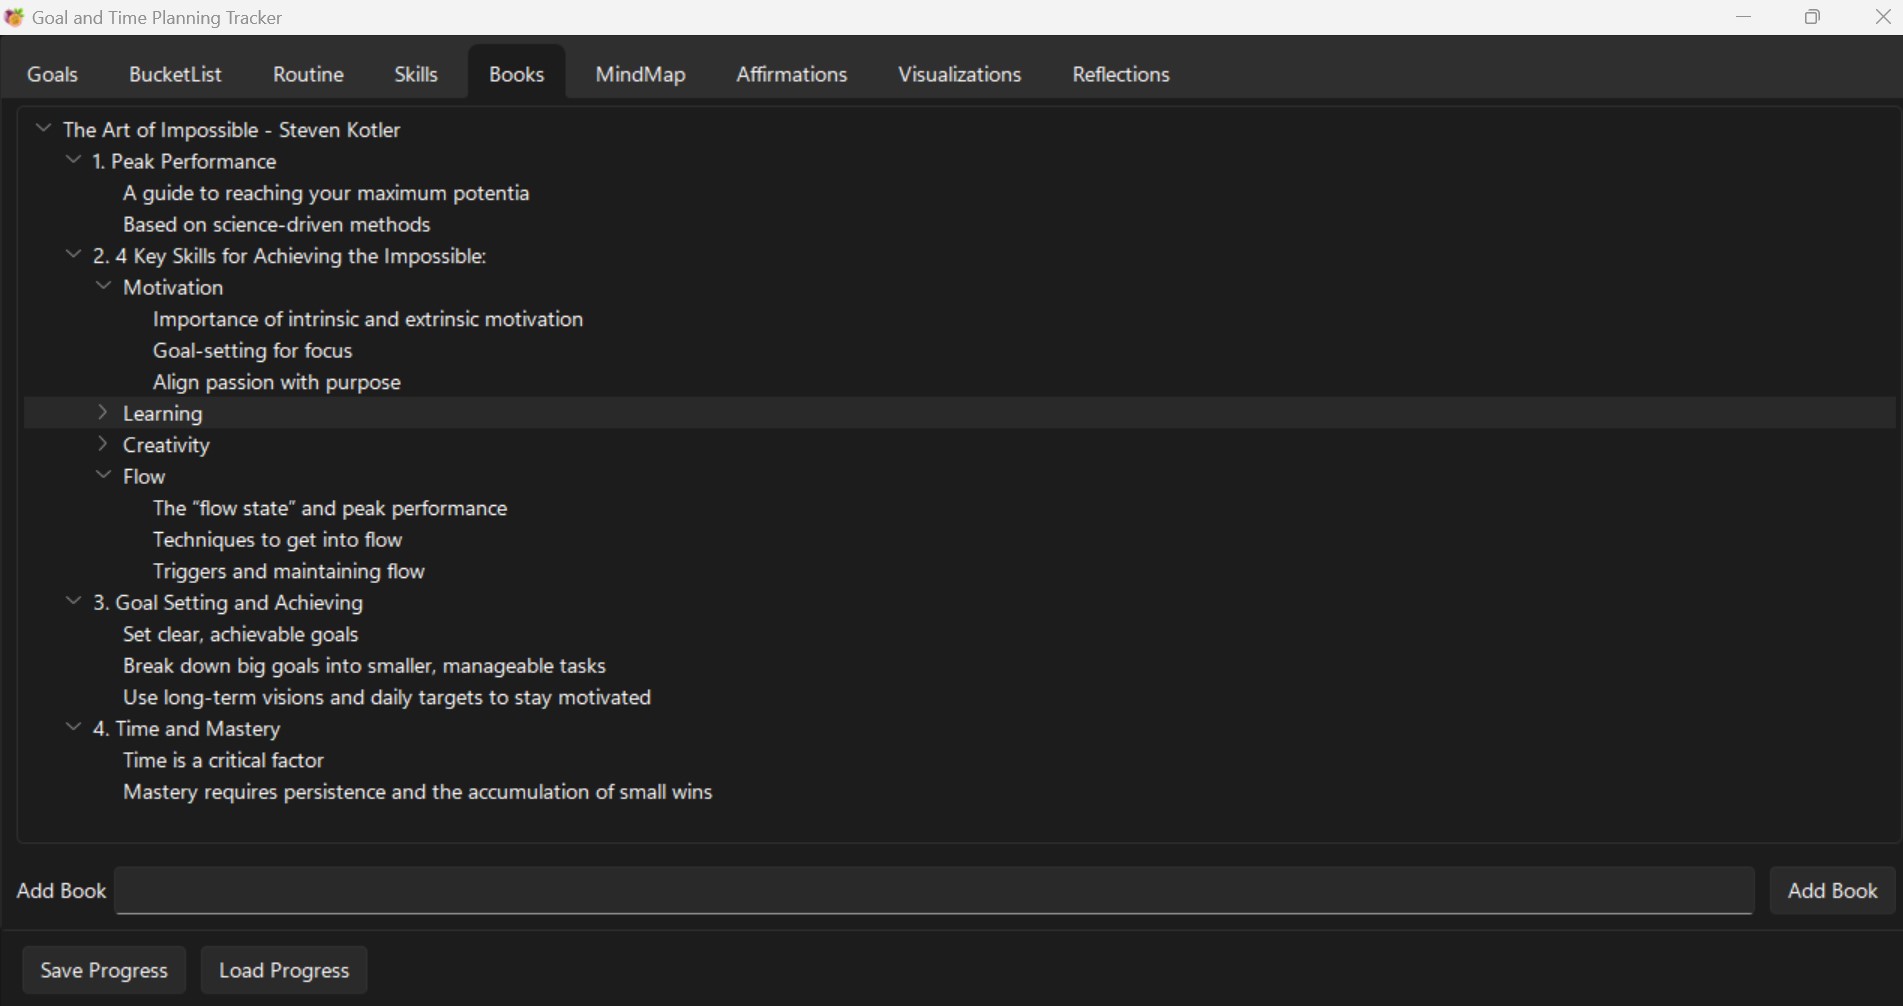 Goal and Time Planning Tracker
Goals BucketList Routine Skills Books MindMap Affirmations Visualizations Reflections
The Art of Impossible - Steven Kotler
1. Peak Performance
A guide to reaching your maximum potentia
Based on science-driven methods
2. 4 Key Skills for Achieving the Impossible:
Motivation
Importance of intrinsic and extrinsic motivation
Goal-setting for focus
Align passion with purpose
Learning
Creativity
Flow
The “flow state” and peak performance
Techniques to get into flow
Triggers and maintaining flow
3. Goal Setting and Achieving
Set clear, achievable goals
Break down big goals into smaller, manageable tasks
Use long-term visions and daily targets to stay motivated
4. Time and Mastery
Time is a critical factor
Mastery requires persistence and the accumulation of small wins
Add Book Add Book
Save Progress Load Progress